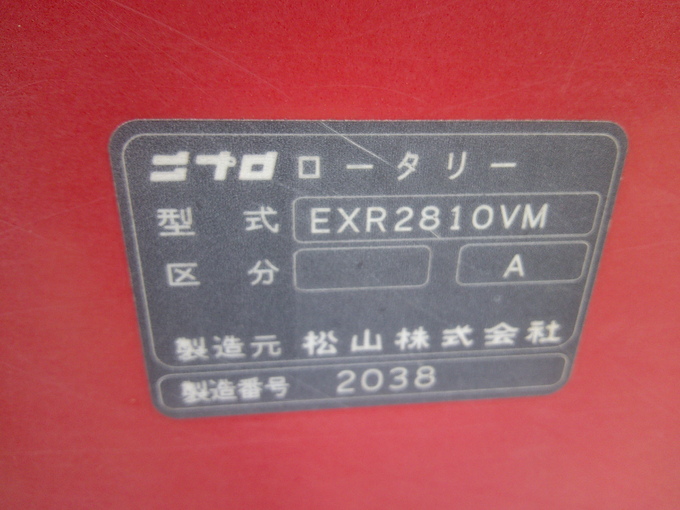 ニプロ ロータリー
型式 EXR2810VM
区分 A
製造元 松山株式会社
製造番号 2038